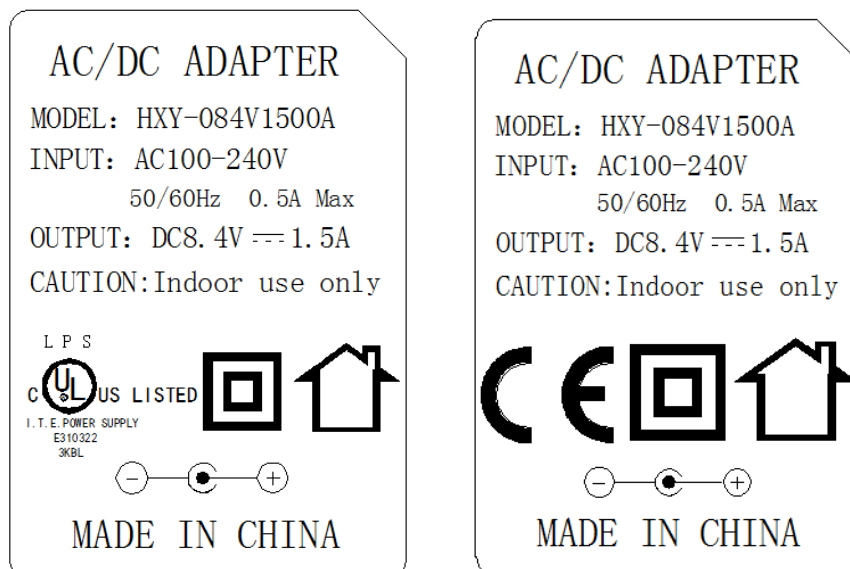 AC/DC ADAPTER
MODEL: HXY-084V1500A
INPUT: AC100-240V
50/60Hz 0.5A Max
OUTPUT: DC8.4V⎓1.5A
CAUTION:Indoor use only
LPS
C UL US LISTED
I.T.E.POWER SUPPLY
E310322
3KBL
- +
MADE IN CHINA
AC/DC ADAPTER
MODEL: HXY-084V1500A
INPUT: AC100-240V
50/60Hz 0.5A Max
OUTPUT: DC8.4V⎓1.5A
CAUTION:Indoor use only
CE
- +
MADE IN CHINA